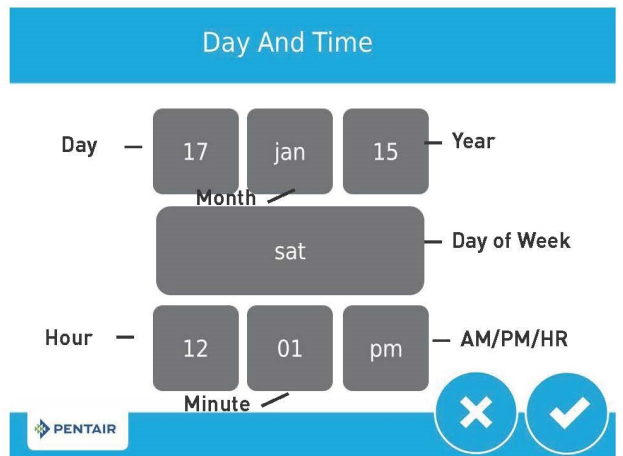 Day And Time
Day 17 jan 15 Year
Month
sat Day of Week
Hour 12 01 pm AM/PM/HR
Minute
PENTAIR